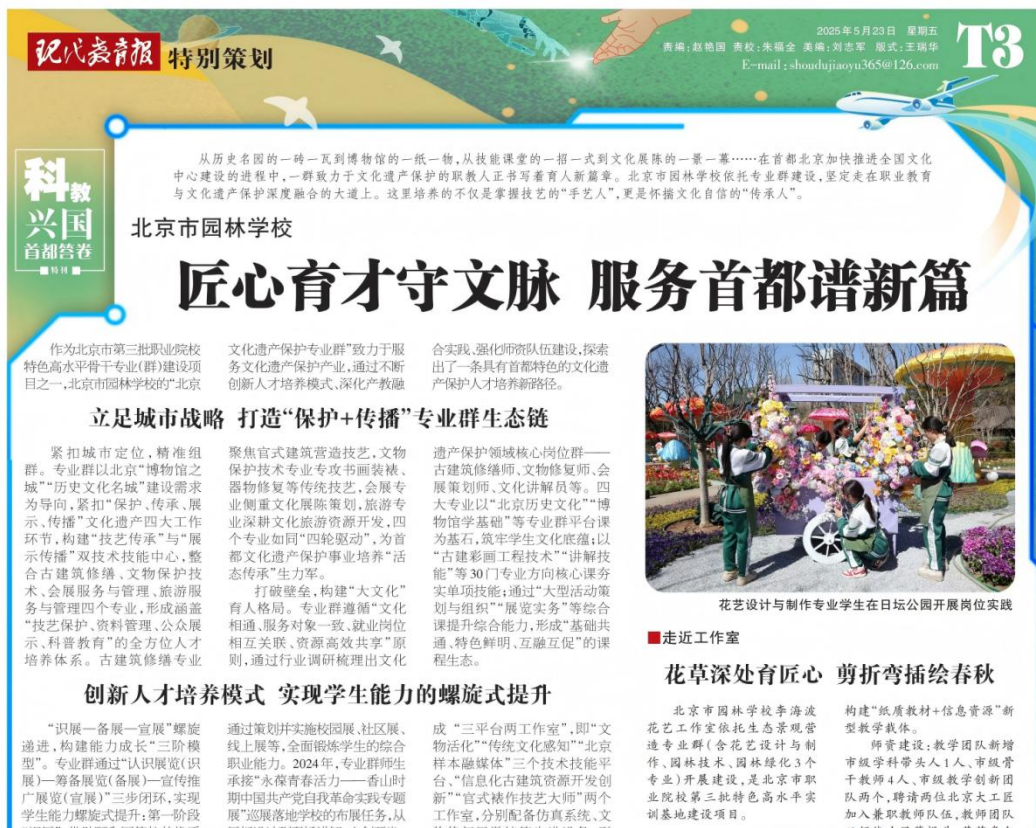 现代教育报 特别策划
2025年5月23日 星期五
责编:赵艳国 责校:朱福全 美编:刘志军 版式:王瑞华
E-mail:shoudujiaoyu365@126.com
T3
科教
兴国
首都答卷
■特刊■
从历史名园的一砖一瓦到博物馆的一纸一物,从技能课堂的一招一式到文化展陈的一景一幕……在首都北京加快推进全国文化
中心建设的进程中,一群致力于文化遗产保护的职教人正书写着育人新篇章。北京市园林学校依托专业群建设,坚定走在职业教育
与文化遗产保护深度融合的大道上。这里培养的不仅是掌握技艺的“手艺人”,更是怀揣文化自信的“传承人”。
北京市园林学校
匠心育才守文脉 服务首都谱新篇
作为北京市第三批职业院校
特色高水平骨干专业(群)建设项
目之一,北京市园林学校的“北京
文化遗产保护专业群”致力于服
务文化遗产保护产业,通过不断
创新人才培养模式、深化产教融
合实践、强化师资队伍建设,探索
出了一条具有首都特色的文化遗
产保护人才培养新路径。
立足城市战略 打造“保护+传播”专业群生态链
紧扣城市定位,精准组
群。专业群以北京“博物馆之
城”“历史文化名城”建设需求
为导向,紧扣“保护、传承、展
示、传播”文化遗产四大工作
环节,构建“技艺传承”与“展
示传播”双技术技能中心,整
合古建筑修缮、文物保护技
术、会展服务与管理、旅游服
务与管理四个专业,形成涵盖
“技艺保护、资料管理、公众展
示、科普教育”的全方位人才
培养体系。古建筑修缮专业
聚焦官式建筑营造技艺,文物
保护技术专业专攻书画装裱、
器物修复等传统技艺,会展专
业侧重文化展陈策划,旅游专
业深耕文化旅游资源开发,四
个专业如同“四轮驱动”,为首
都文化遗产保护事业培养“活
态传承”生力军。
打破壁垒,构建“大文化”
育人格局。专业群遵循“文化
相通、服务对象一致、就业岗位
相互关联、资源高效共享”原
则,通过行业调研梳理出文化
遗产保护领域核心岗位群——
古建筑修缮师、文物修复师、会
展策划师、文化讲解员等。四
大专业以“北京历史文化”“博
物馆学基础”等专业群平台课
为基石,筑牢学生文化底蕴;以
“古建彩画工程技术”“讲解技
能”等30门专业方向核心课夯
实单项技能;通过“大型活动策
划与组织”“展览实务”等综合
课提升综合能力,形成“基础共
通、特色鲜明、互融互促”的课
程生态。
花艺设计与制作专业学生在日坛公园开展岗位实践
创新人才培养模式 实现学生能力的螺旋式提升
“识展—备展—宣展”螺旋
递进,构建能力成长“三阶模
型”。专业群通过“认识展览(识
展)—筹备展览(备展)—宣传推
广展览(宣展)”三步闭环,实现
学生能力螺旋式提升:第一阶段
通过策划并实施校园展、社区展、
线上展等,全面锻炼学生的综合
职业能力。2024年,专业群师生
承接“永葆青春活力——香山时
期中国共产党自我革命实践专题
展”巡展落地学校的布展任务,从
成“三平台两工作室”,即“文
物活化”“传统文化感知”“北京
样本融媒体”三个技术技能平
台、“信息化古建筑资源开发创
新”“官式裱作技艺大师”两个
工作室,分别配备仿真系统、文
■走近工作室
花草深处育匠心 剪折弯插绘春秋
北京市园林学校李海波
花艺工作室依托生态景观营
造专业群(含花艺设计与制
作、园林技术、园林绿化3个
专业)开展建设,是北京市职
业院校第三批特色高水平实
训基地建设项目。
构建“纸质教材+信息资源”新
型教学载体。
师资建设:教学团队新增
市级学科带头人1人、市级骨
干教师4人、市级教学创新团
队两个,聘请两位北京大工匠
加入兼职教师队伍,教师团队